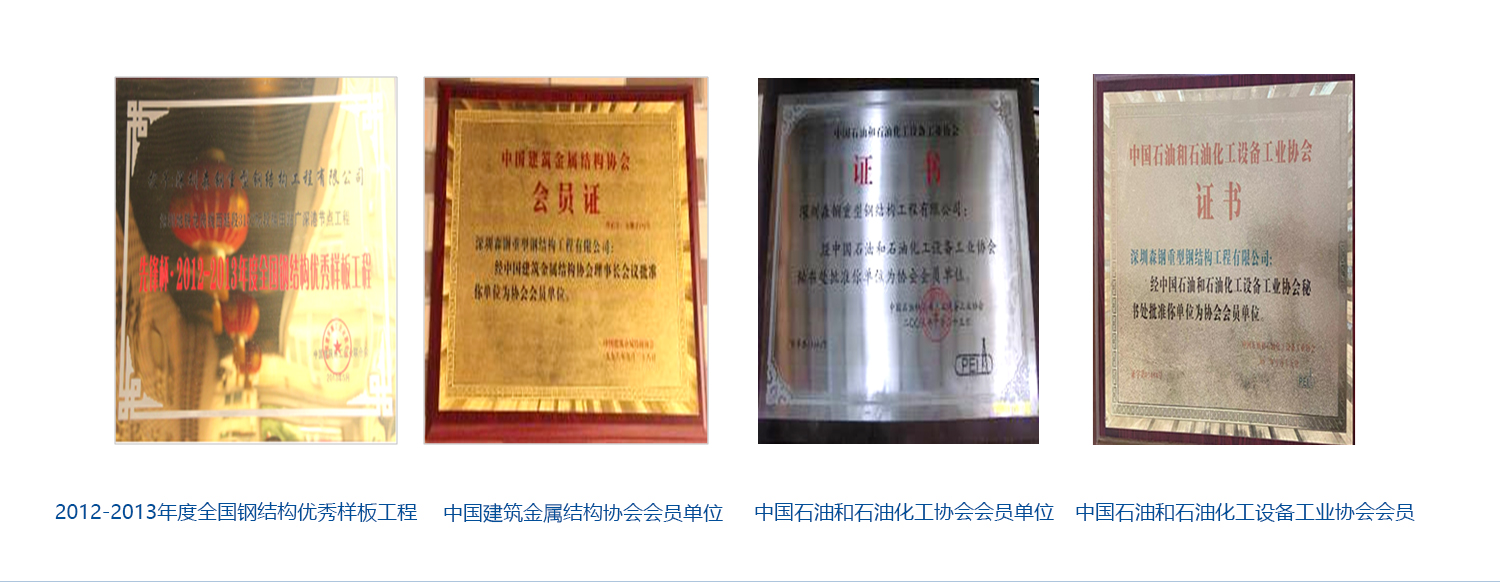 钢结构工程有限公司
2012-2013年度全国钢结构优秀样板工程
中国建筑金属结构协会
会员证
深圳森钢重型钢结构工程有限公司:
经中国建筑金属结构协会理事长会议批准
你单位为协会会员单位。
中国石油和石油化工设备工业协会
证书
深圳森钢重型钢结构工程有限公司:
经中国石油和石油化工设备工业协会
秘书处批准你单位为协会会员单位。
PEIA
中国石油和石油化工设备工业协会
证书
深圳森钢重型钢结构工程有限公司:
经中国石油和石油化工设备工业协会秘
书处批准你单位为协会会员单位。
2012-2013年度全国钢结构优秀样板工程
中国建筑金属结构协会会员单位
中国石油和石油化工协会会员单位
中国石油和石油化工设备工业协会会员